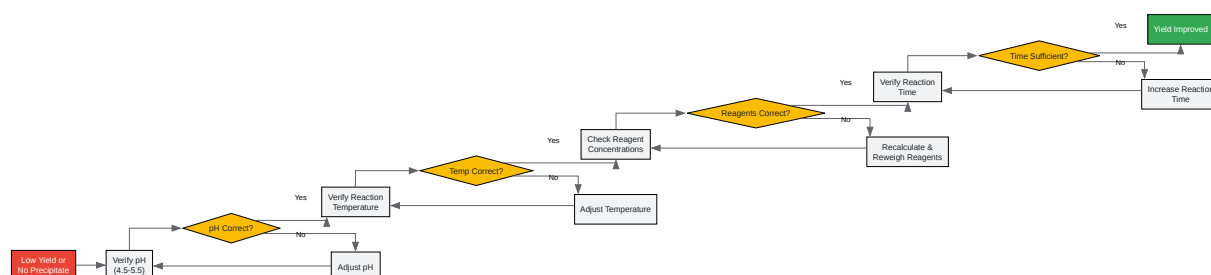 Low Yield or
No Precipitate
Verify pH
(4.5-5.5)
pH Correct?
Yes
No
Adjust pH
Verify Reaction
Temperature
Temp Correct?
Yes
No
Adjust Temperature
Check Reagent
Concentrations
Reagents Correct?
Yes
No
Recalculate &
Reweigh Reagents
Verify Reaction
Time
Time Sufficient?
Yes
No
Increase Reaction
Time
Yield Improved